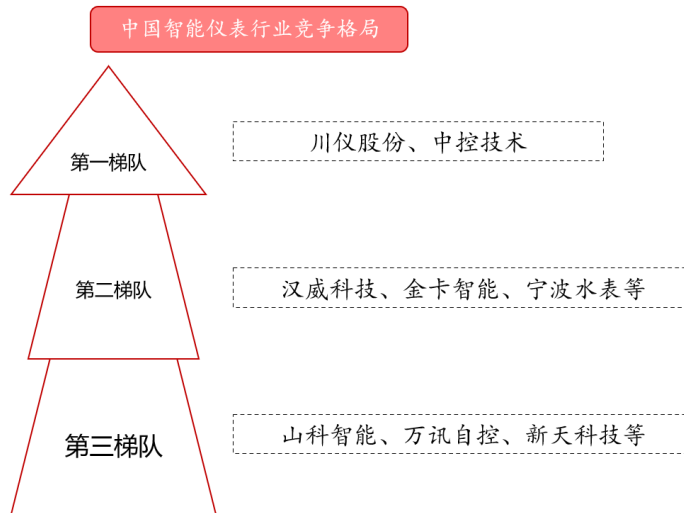 中国智能仪表行业竞争格局
第一梯队
川仪股份、中控技术
第二梯队
汉威科技、金卡智能、宁波水表等
第三梯队
山科智能、万讯自控、新天科技等